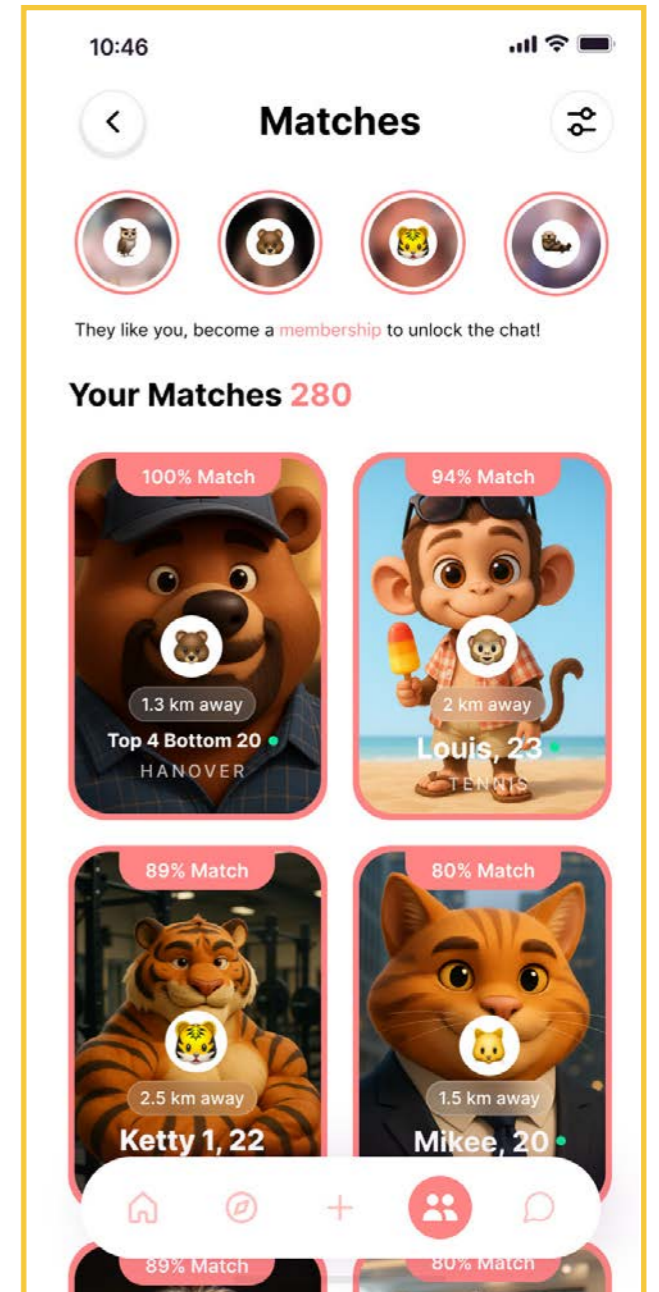 10:46
Matches
They like you, become a membership to unlock the chat!
Your Matches 280
100% Match
94% Match
1.3 km away
2 km away
Top 4 Bottom 20
Louis, 23
HANOVER
TENNIS
89% Match
80% Match
2.5 km away
1.5 km away
Ketty 1, 22
Mikee, 20
89% Match
80% Match